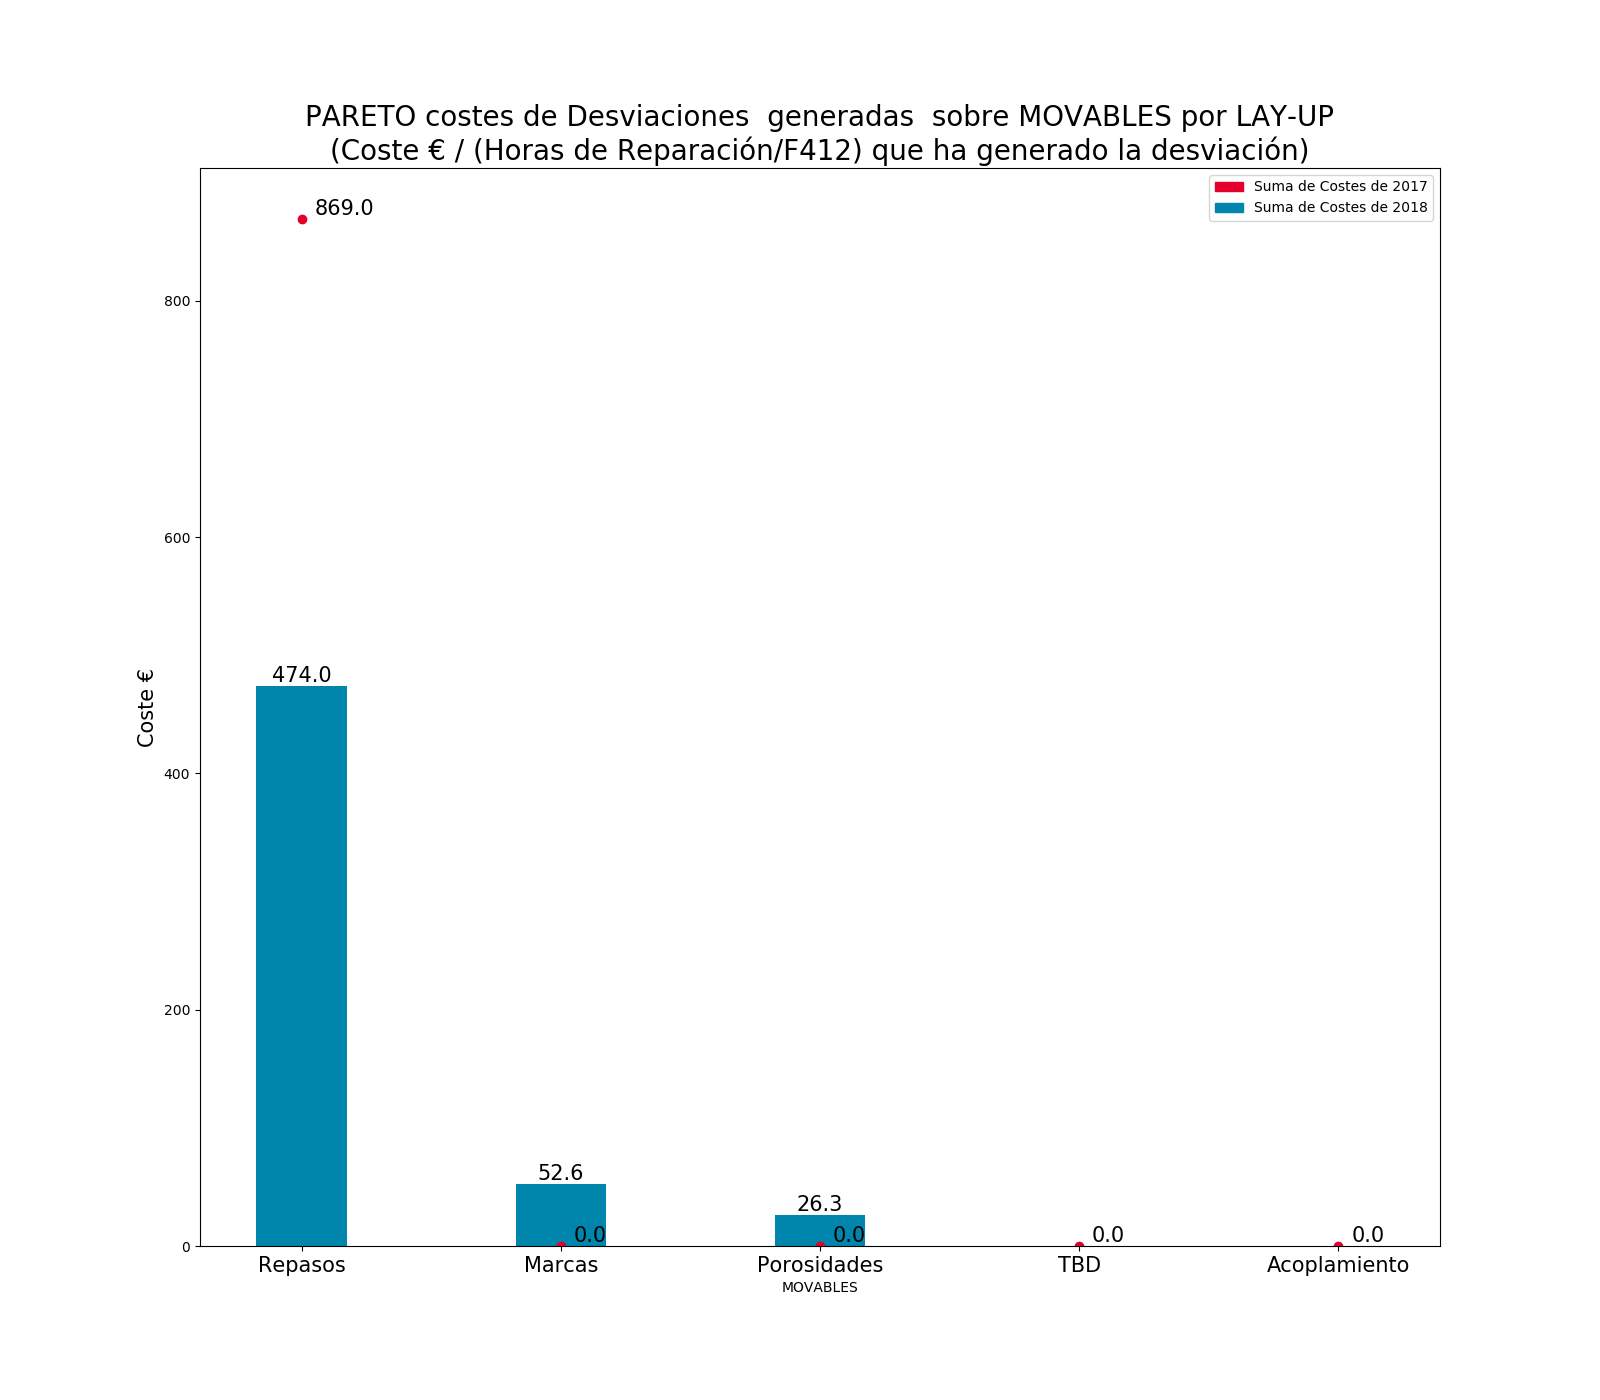 PARETO costes de Desviaciones  generadas  sobre MOVABLES por LAY-UP
(Coste € / (Horas de Reparación/F412) que ha generado la desviación)
Suma de Costes de 2017
Suma de Costes de 2018
869.0
800
600
474.0
Coste €
400
200
52.6
26.3
0.0
0.0
0.0
0.0
0
Repasos
Marcas
Porosidades
TBD
Acoplamiento
MOVABLES